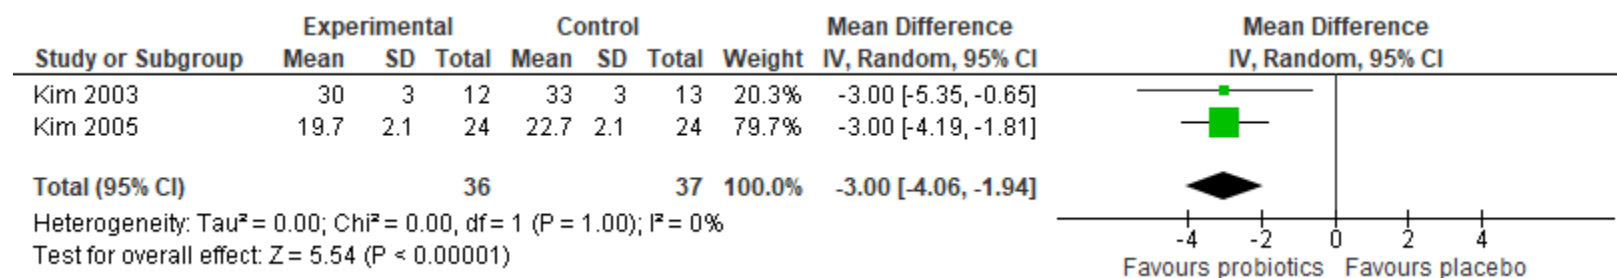 Experimental Control Mean Difference Mean Difference
Study or Subgroup Mean SD Total Mean SD Total Weight IV, Random, 95% CI IV, Random, 95% CI
Kim 2003 30 3 12 33 3 13 20.3% -3.00 [-5.35, -0.65]
Kim 2005 19.7 2.1 24 22.7 2.1 24 79.7% -3.00 [-4.19, -1.81]
Total (95% CI) 36 37 100.0% -3.00 [-4.06, -1.94]
Heterogeneity: Tau² = 0.00; Chi² = 0.00, df = 1 (P = 1.00); I² = 0%
Test for overall effect: Z = 5.54 (P < 0.00001)
-4 -2 0 2 4
Favours probiotics Favours placebo